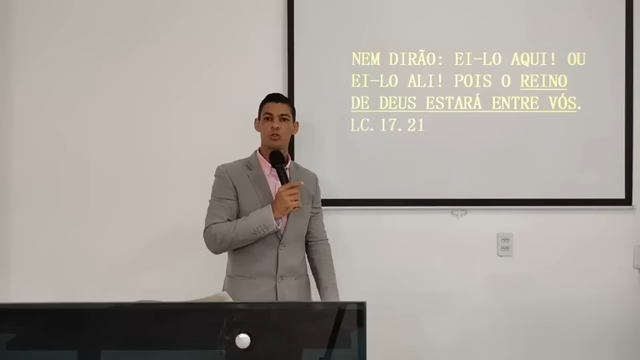 NEM DIRÃO: EI-LO AQUI! OU
EI-LO ALI! POIS O REINO
DE DEUS ESTARÁ ENTRE VÓS.
LC.17.21